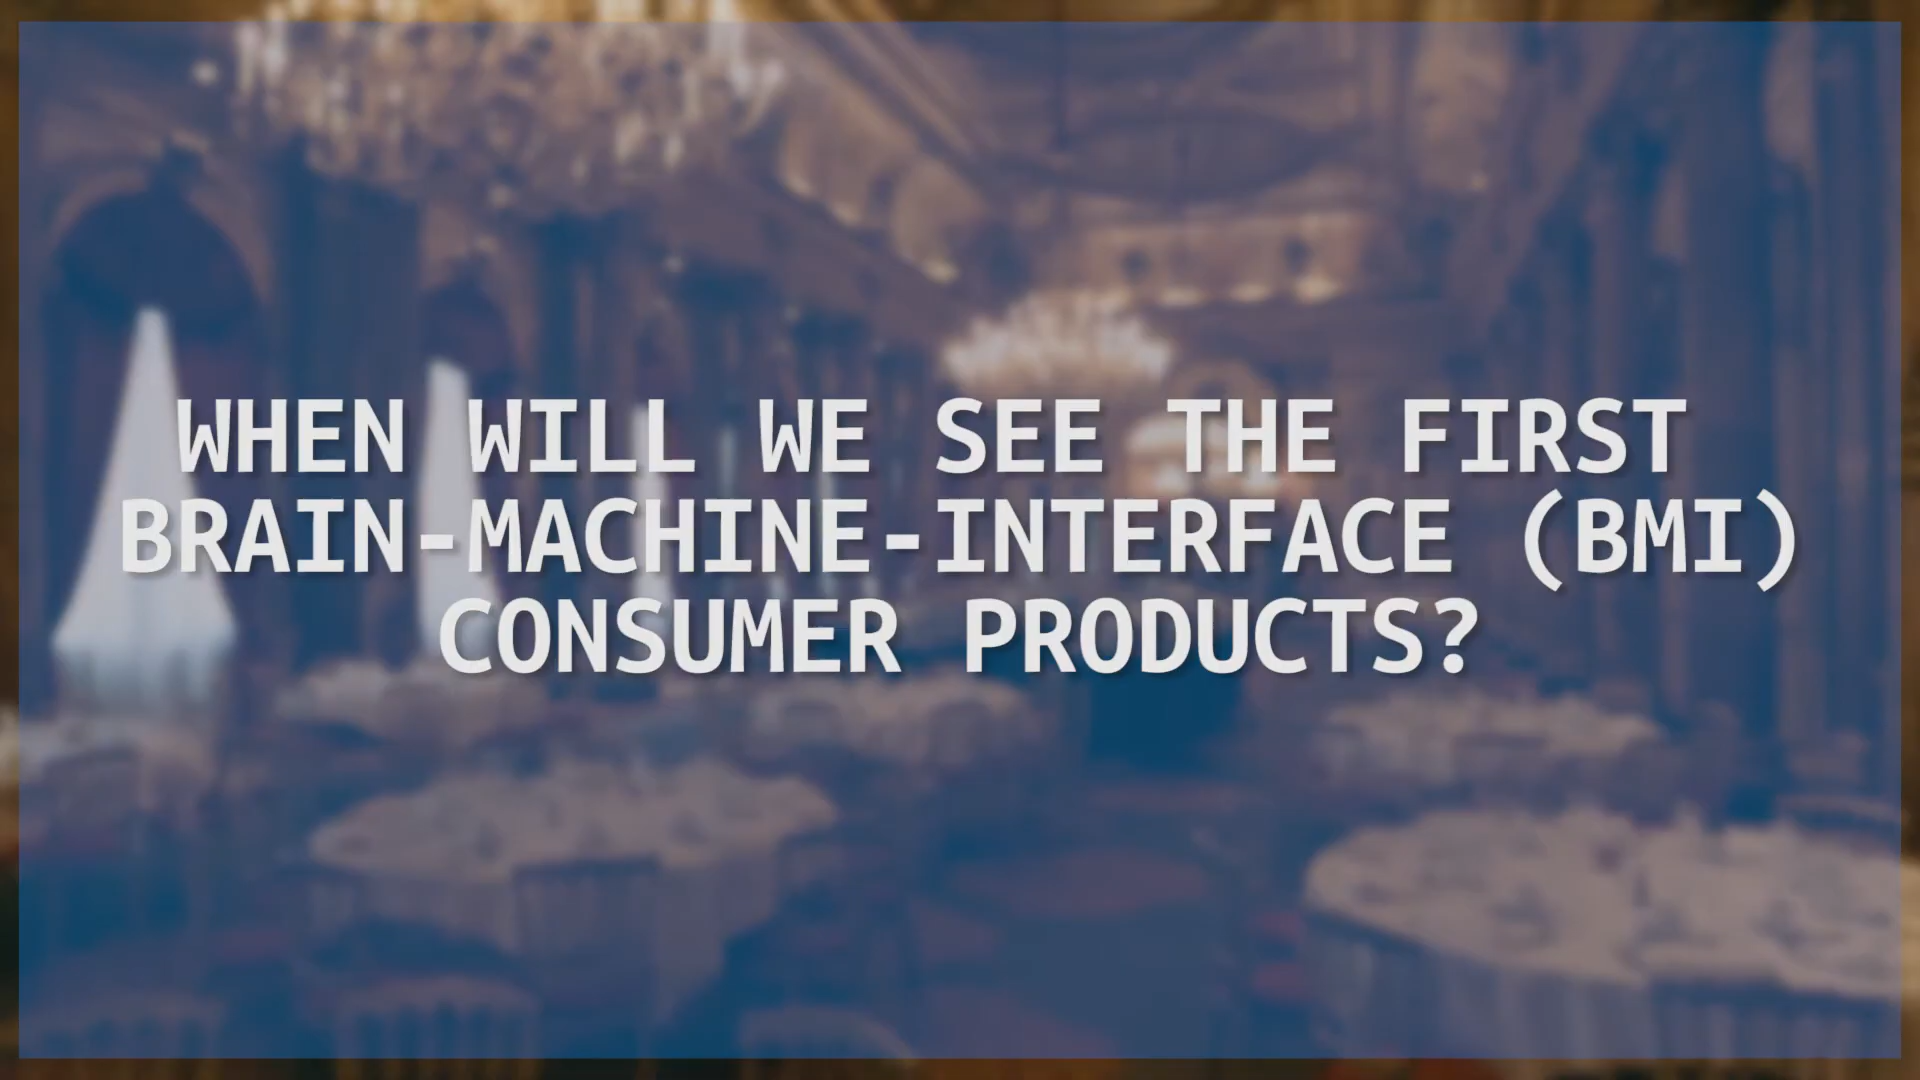 WHEN WILL WE SEE THE FIRST
BRAIN-MACHINE-INTERFACE (BMI)
CONSUMER PRODUCTS?